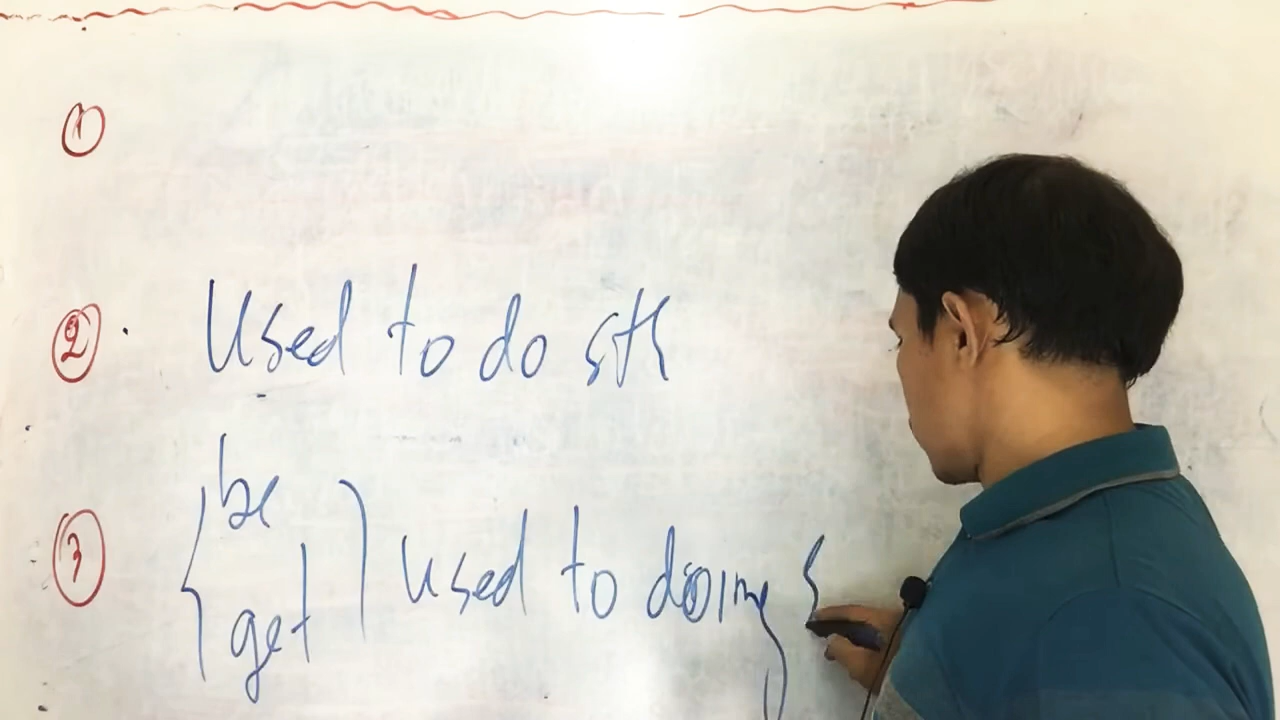 1
2 Used to do sth
be
3 used to doing s
get